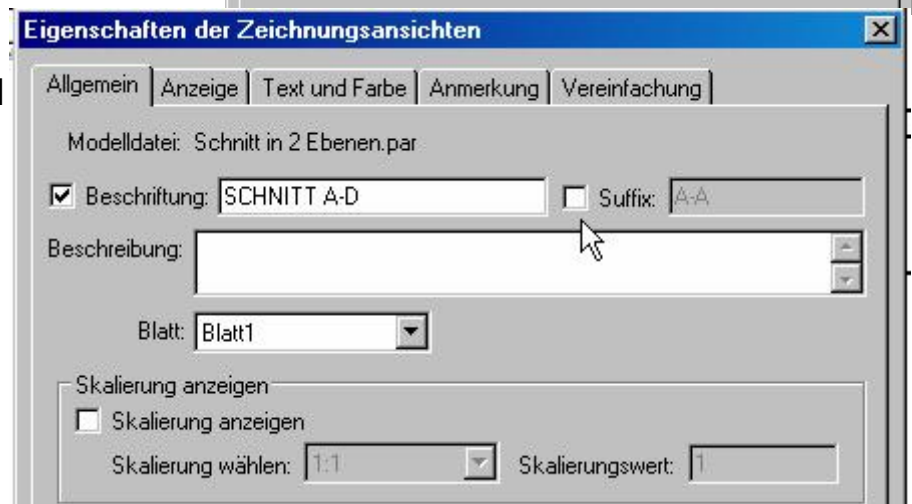 Eigenschaften der Zeichnungsansichten
Allgemein Anzeige Text und Farbe Anmerkung Vereinfachung
Modelldatei: Schnitt in 2 Ebenen.par
Beschriftung: SCHNITT A-D Suffix: A-A
Beschreibung:
Blatt: Blatt1
Skalierung anzeigen
Skalierung anzeigen
Skalierung wählen: 1:1 Skalierungswert: 1